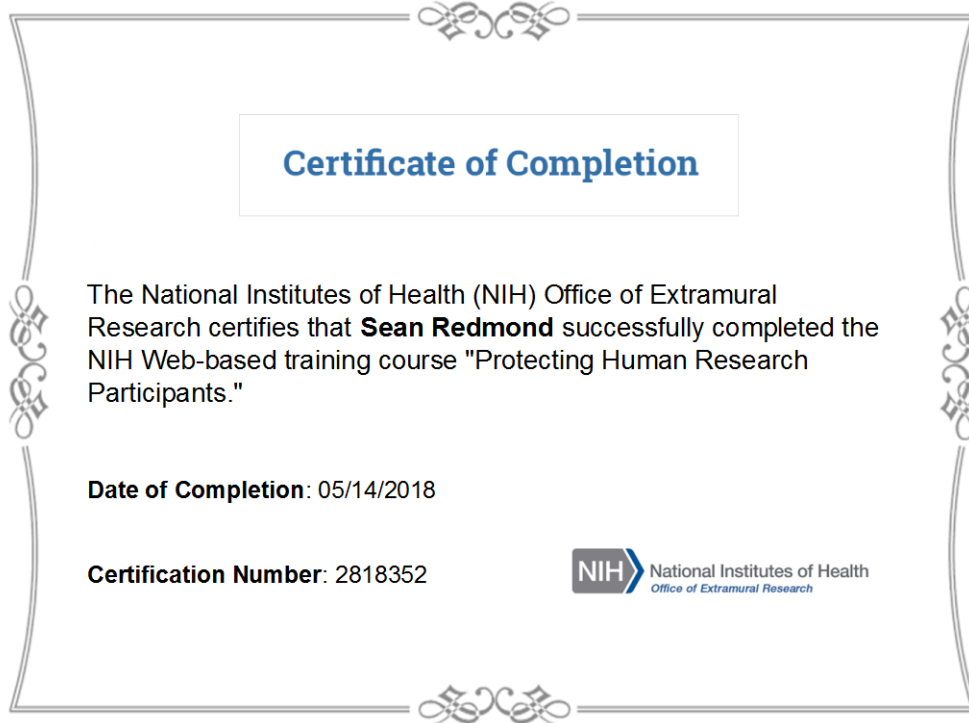 Certificate of Completion
The National Institutes of Health (NIH) Office of Extramural
Research certifies that Sean Redmond successfully completed the
NIH Web-based training course "Protecting Human Research
Participants."
Date of Completion: 05/14/2018
Certification Number: 2818352
NIH National Institutes of Health
Office of Extramural Research